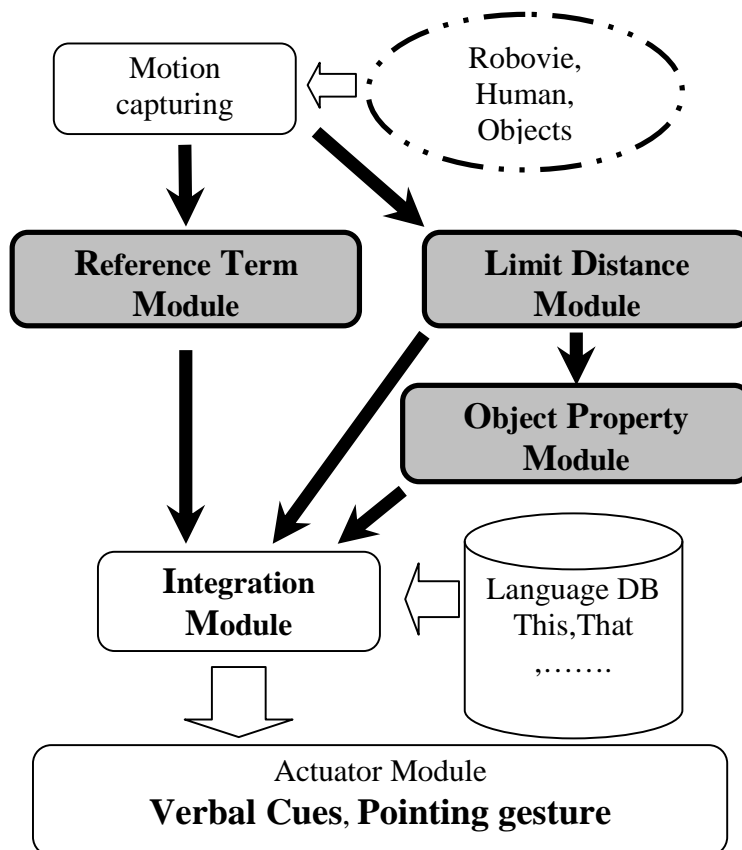 Motion
capturing
Robovie,
Human,
Objects
Reference Term
Module
Limit Distance
Module
Object Property
Module
Integration
Module
Language DB
This,That
,…….
Actuator Module
Verbal Cues, Pointing gesture